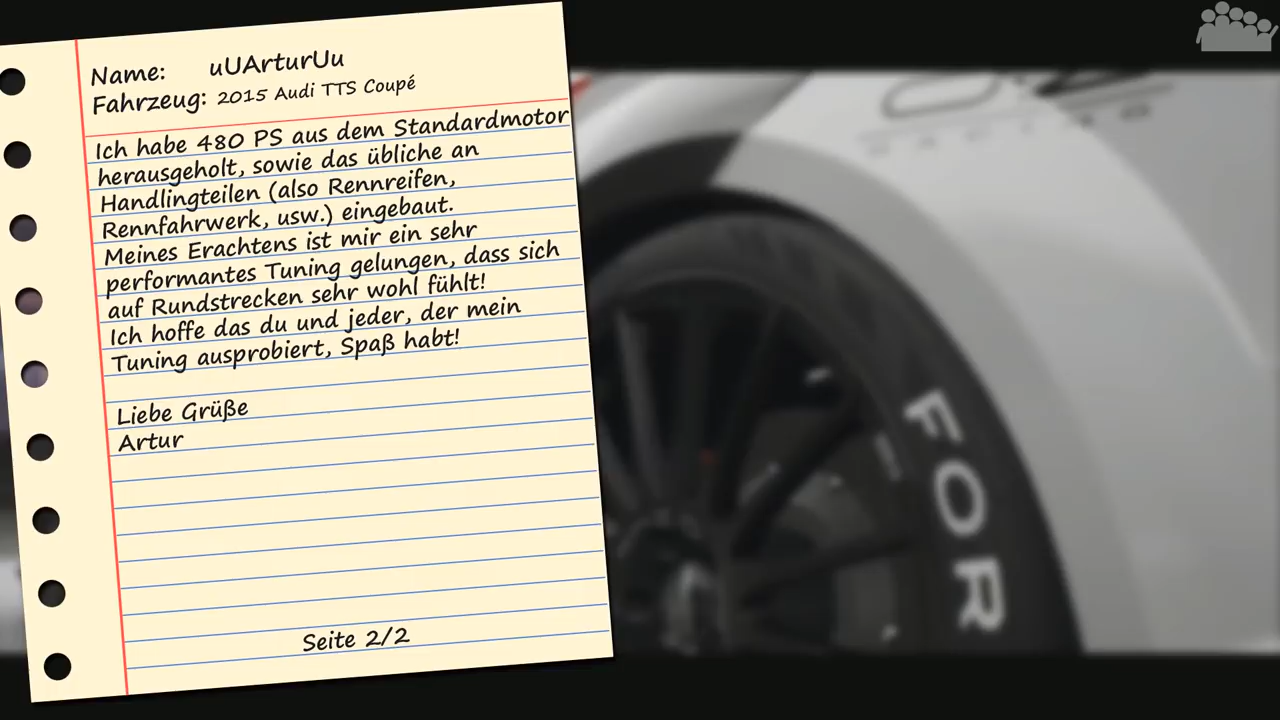 Name: uUArturUu
Fahrzeug: 2015 Audi TTS Coupé
Ich habe 480 PS aus dem Standardmotor
herausgeholt, sowie das übliche an
Handlingteilen (also Rennreifen,
Rennfahrwerk, usw.) eingebaut.
Meines Erachtens ist mir ein sehr
performantes Tuning gelungen, dass sich
auf Rundstrecken sehr wohl fühlt!
Ich hoffe das du und jeder, der mein
Tuning ausprobiert, Spaß habt!
Liebe Grüße
Artur
Seite 2/2
FOR